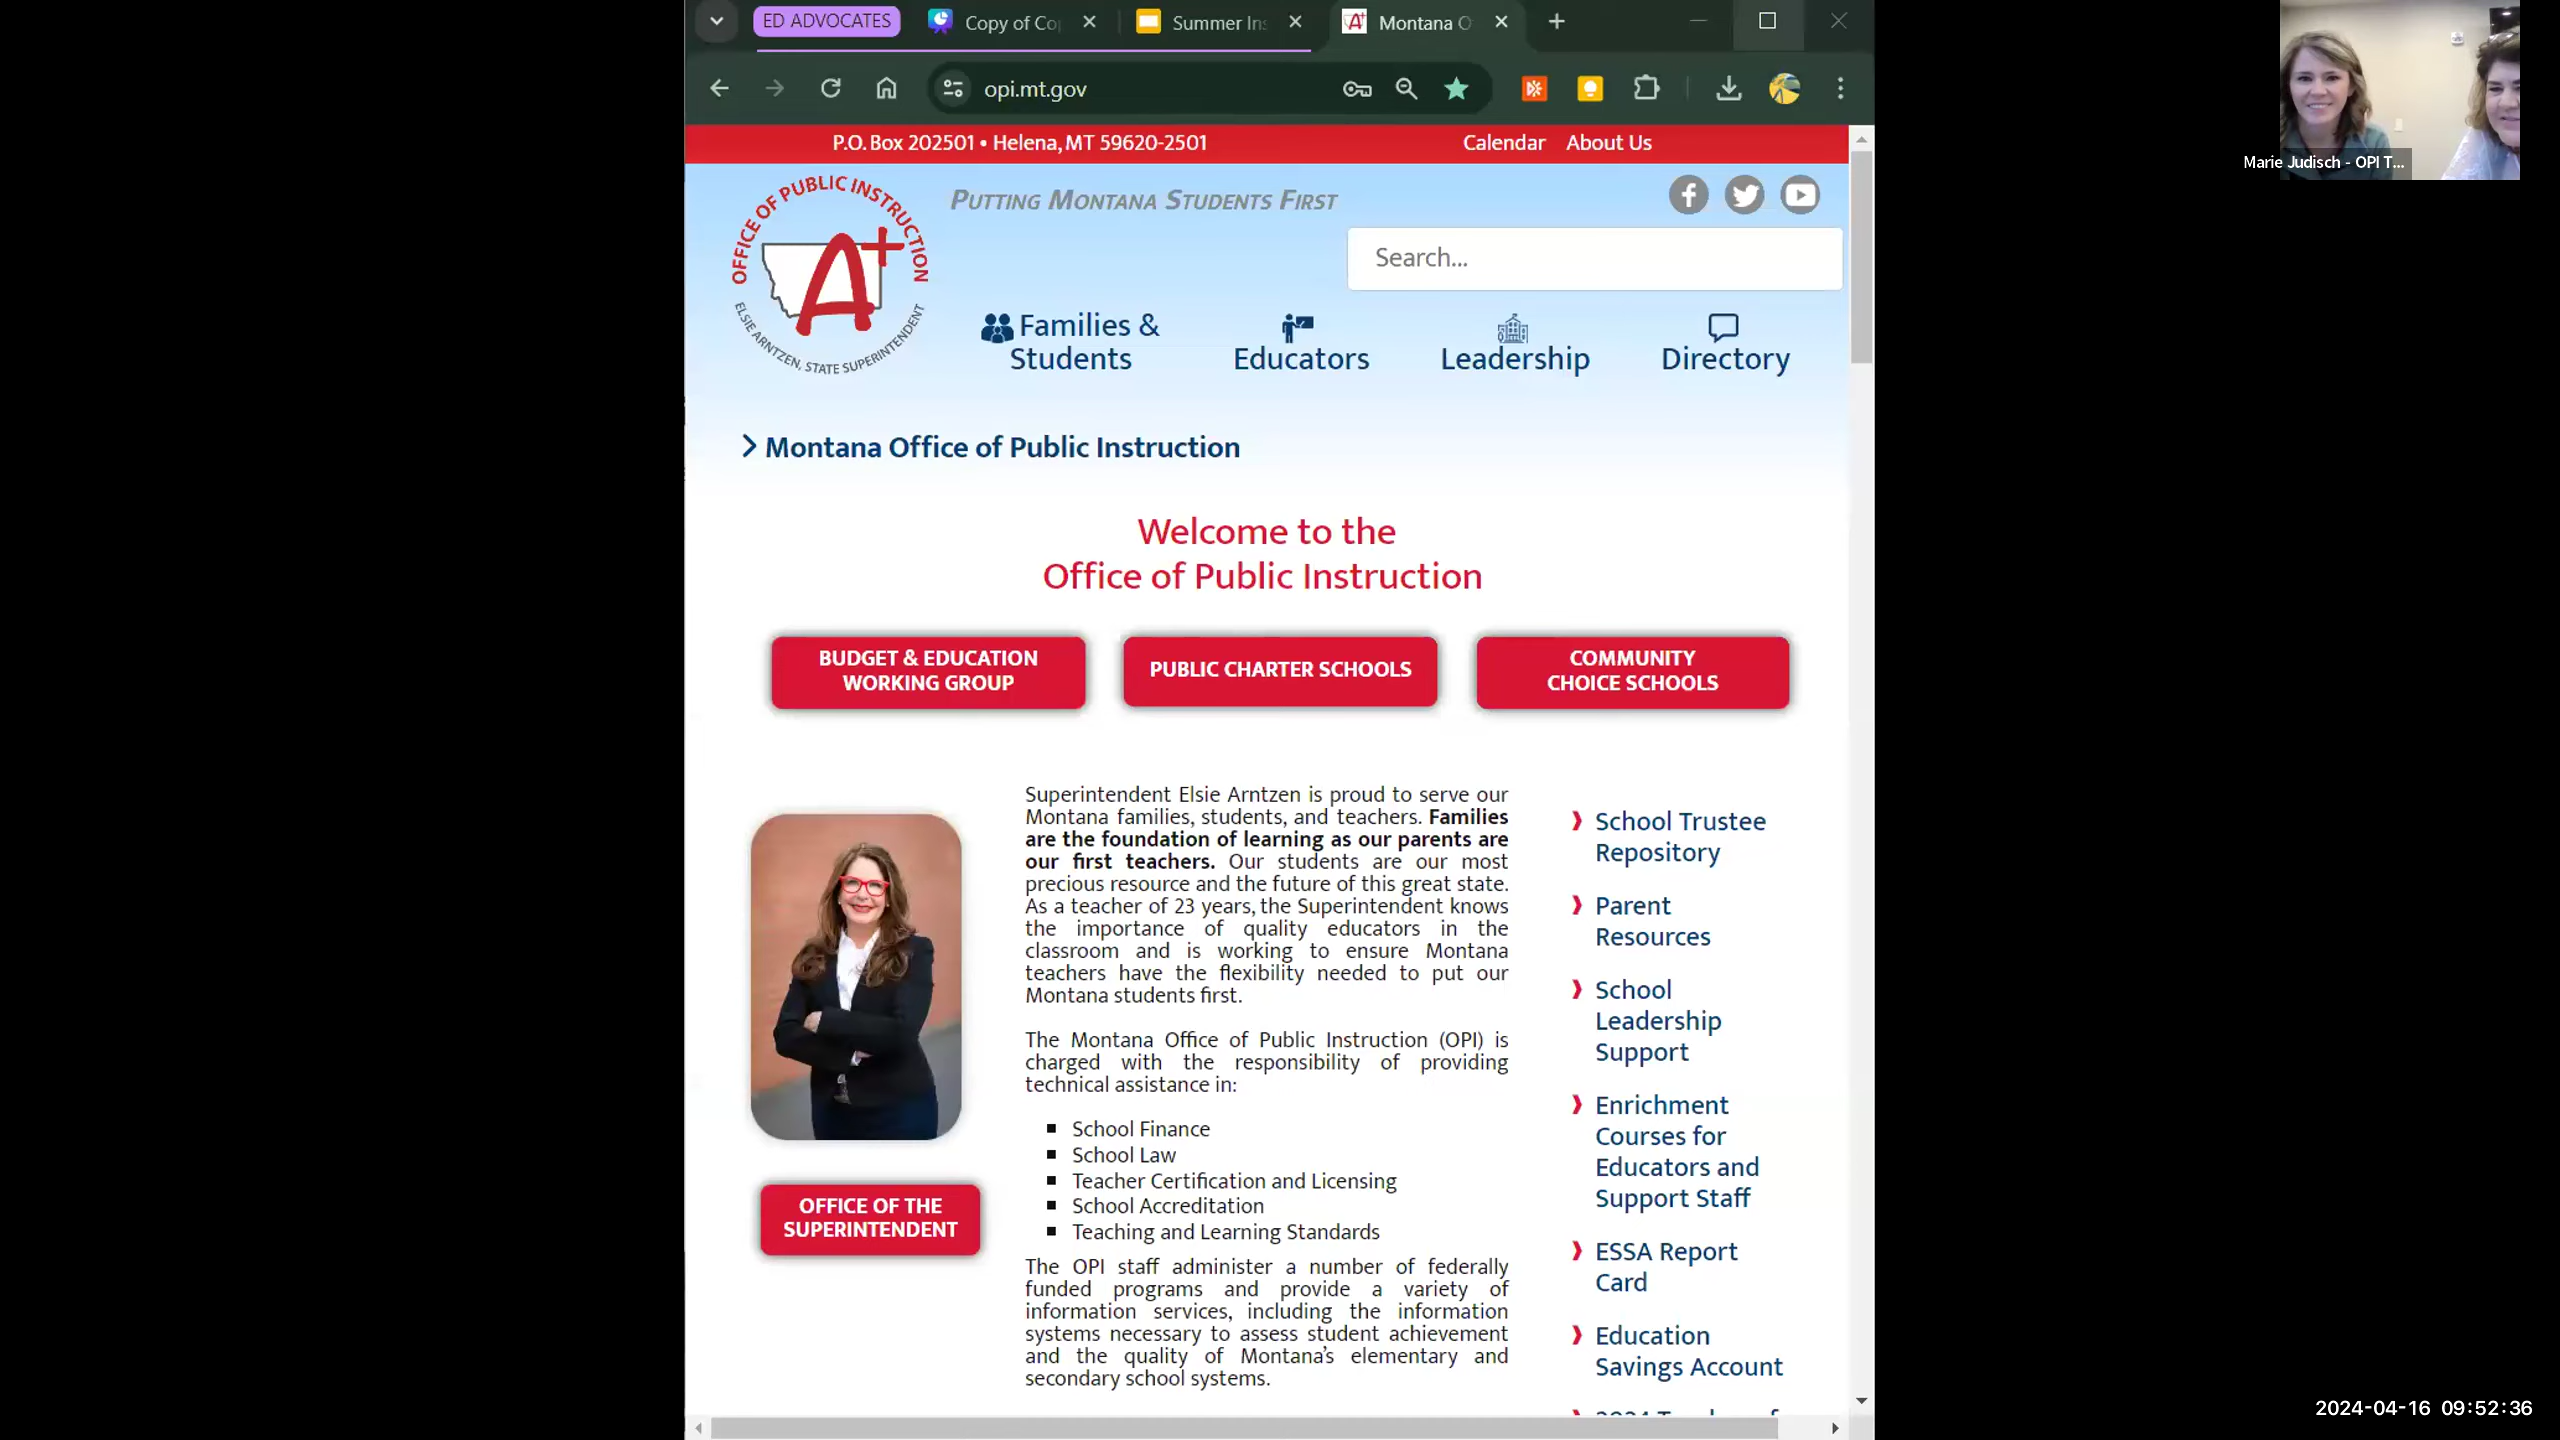 ED ADVOCATES
Copy of Co
Summer Ins
Montana O
opi.mt.gov
P.O. Box 202501 • Helena, MT 59620-2501
Calendar About Us
OFFICE OF PUBLIC INSTRUCTION
A+
ELSIE ARNTZEN, STATE SUPERINTENDENT
PUTTING MONTANA STUDENTS FIRST
Search...
Families &
Students
Educators
Leadership
Directory
Montana Office of Public Instruction
Welcome to the
Office of Public Instruction
BUDGET & EDUCATION
WORKING GROUP
PUBLIC CHARTER SCHOOLS
COMMUNITY
CHOICE SCHOOLS
Superintendent Elsie Arntzen is proud to serve our
Montana families, students, and teachers. Families
are the foundation of learning as our parents are
our first teachers. Our students are our most
precious resource and the future of this great state.
As a teacher of 23 years, the Superintendent knows
the importance of quality educators in the
classroom and is working to ensure Montana
teachers have the flexibility needed to put our
Montana students first.
The Montana Office of Public Instruction (OPI) is
charged with the responsibility of providing
technical assistance in:
School Finance
School Law
Teacher Certification and Licensing
School Accreditation
Teaching and Learning Standards
The OPI staff administer a number of federally
funded programs and provide a variety of
information services, including the information
systems necessary to assess student achievement
and the quality of Montana's elementary and
secondary school systems.
OFFICE OF THE
SUPERINTENDENT
School Trustee
Repository
Parent
Resources
School
Leadership
Support
Enrichment
Courses for
Educators and
Support Staff
ESSA Report
Card
Education
Savings Account
Marie Judisch - OPI T...
2024-04-16 09:52:36